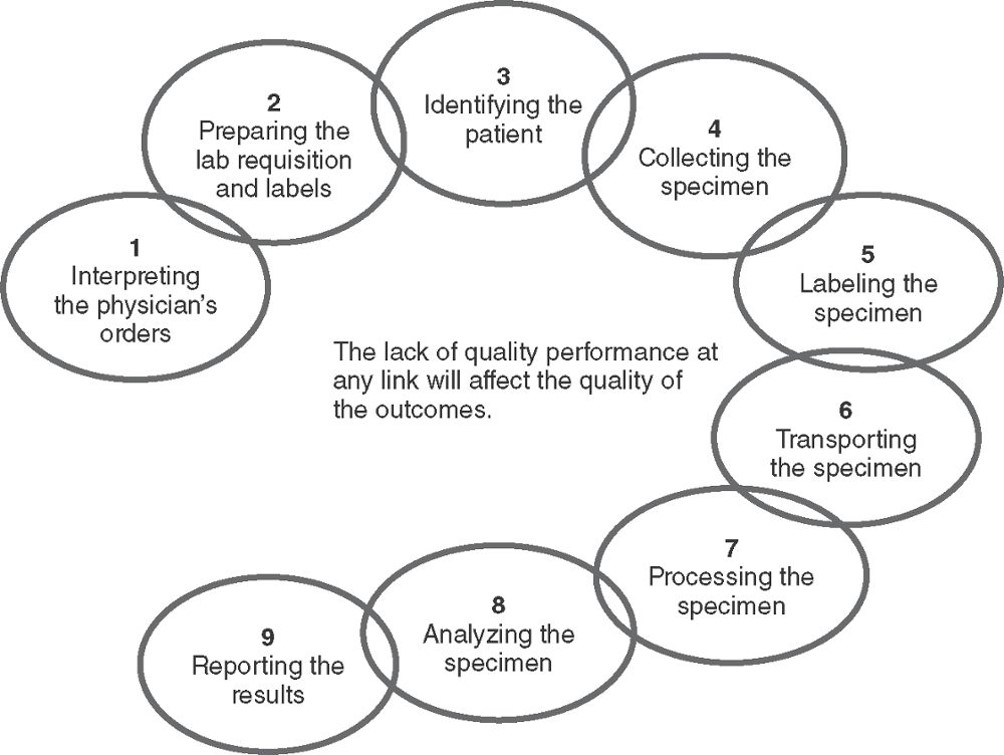 1
Interpreting
the physician's
orders
2
Preparing the
lab requisition
and labels
3
Identifying the
patient
4
Collecting the
specimen
5
Labeling the
specimen
6
Transporting
the specimen
7
Processing the
specimen
8
Analyzing the
specimen
9
Reporting the
results
The lack of quality performance at
any link will affect the quality of
the outcomes.